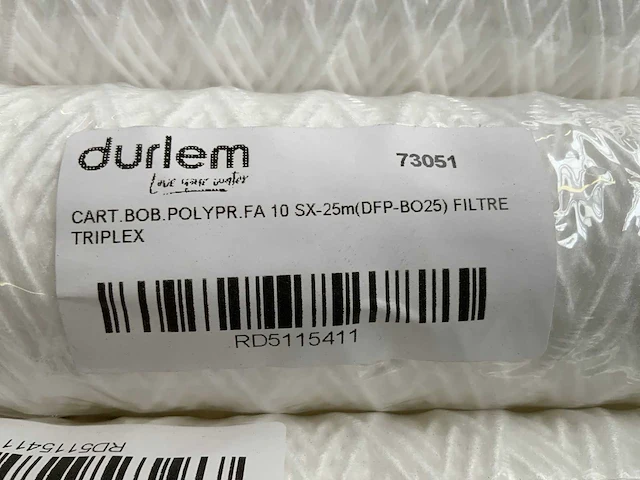 durlem
Love your water
73051
CART.BOB.POLYPR.FA 10 SX-25m(DFP-BO25) FILTRE
TRIPLEX
RD5115411
RD5115411